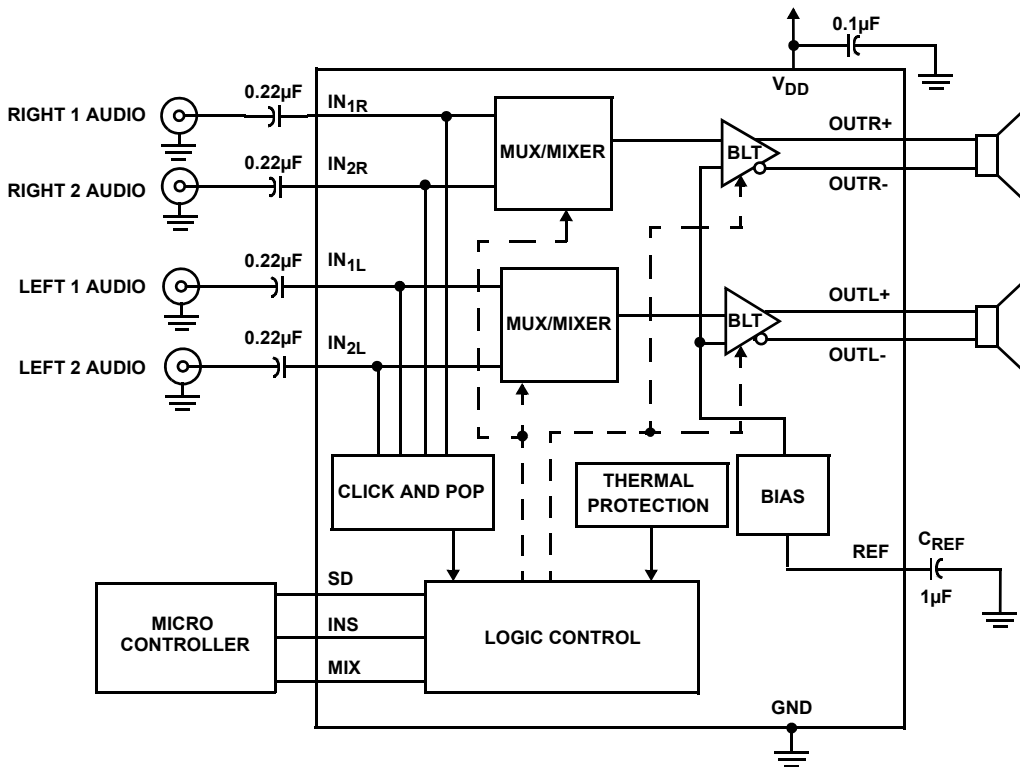 0.1µF
VDD
0.22µF
IN1R
RIGHT 1 AUDIO
MUX/MIXER
BLT
OUTR+
0.22µF
IN2R
RIGHT 2 AUDIO
OUTR-
0.22µF
IN1L
LEFT 1 AUDIO
MUX/MIXER
BLT
OUTL+
0.22µF
IN2L
LEFT 2 AUDIO
OUTL-
CLICK AND POP
THERMAL
PROTECTION
BIAS
REF
CREF
1µF
SD
MICRO
CONTROLLER
INS
LOGIC CONTROL
MIX
GND